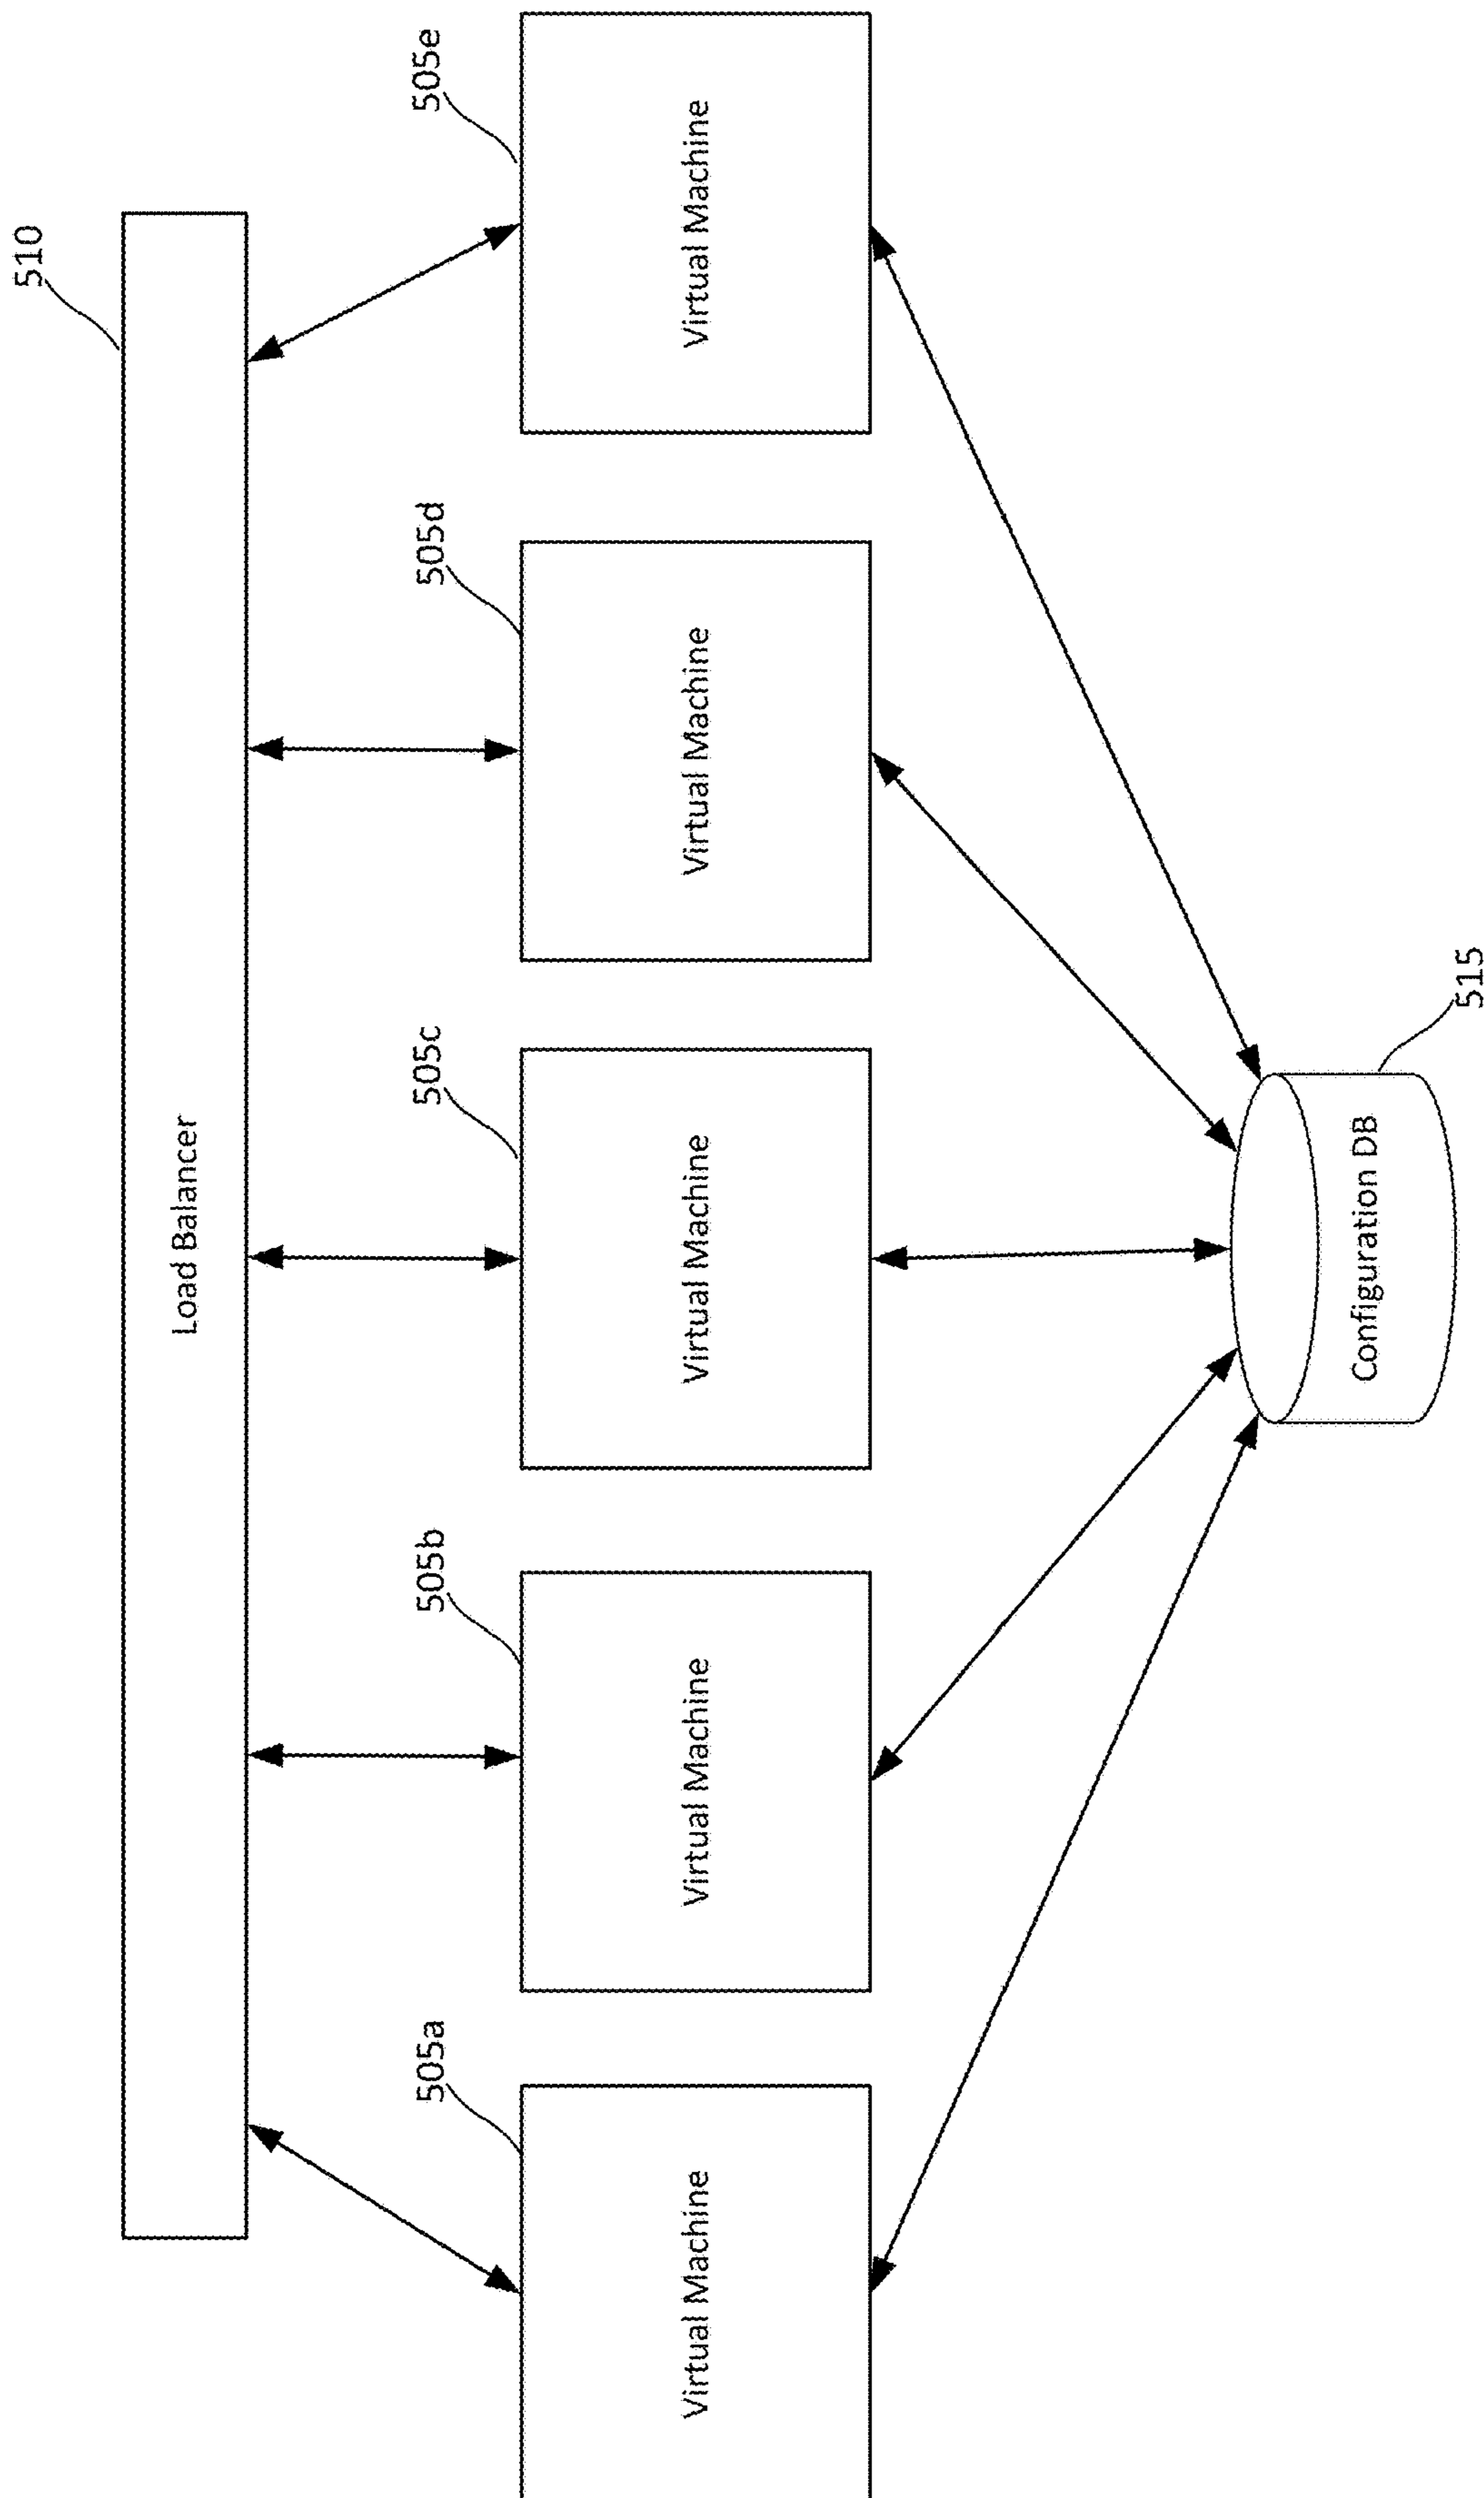 510
Load Balancer
505a
505b
505c
505d
505e
Virtual Machine
Virtual Machine
Virtual Machine
Virtual Machine
Virtual Machine
515
Configuration DB